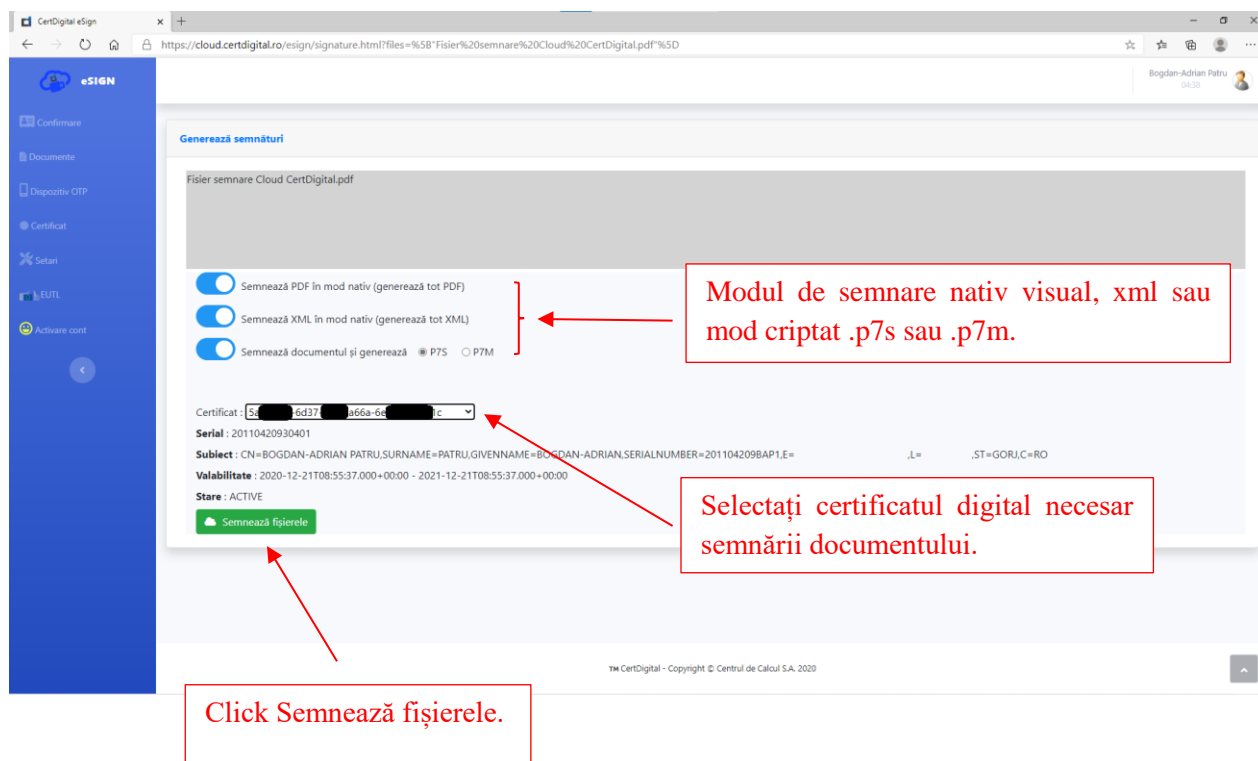 CertDigital eSign
https://cloud.certdigital.ro/esign/signature.html?files=%5B"Fisier%20semnare%20Cloud%20CertDigital.pdf"%5D
eSIGN
Bogdan-Adrian Patru
04:38
Confirmare
Documente
Dispozitiv OTP
Certificat
Setari
EUTL
Activare cont
Generează semnături
Fisier semnare Cloud CertDigital.pdf
Semnează PDF în mod nativ (generează tot PDF)
Semnează XML în mod nativ (generează tot XML)
Semnează documentul și generează P7S P7M
Modul de semnare nativ visual, xml sau
mod criptat .p7s sau .p7m.
Certificat : 5a -6d37- a66a-6e 1c
Serial : 20110420930401
Subiect : CN=BOGDAN-ADRIAN PATRU,SURNAME=PATRU,GIVENNAME=BOGDAN-ADRIAN,SERIALNUMBER=201104209BAP1,E= ,L= ,ST=GORJ,C=RO
Valabilitate : 2020-12-21T08:55:37.000+00:00 - 2021-12-21T08:55:37.000+00:00
Stare : ACTIVE
Semnează fișierele
Selectați certificatul digital necesar
semnării documentului.
TM CertDigital - Copyright © Centrul de Calcul S.A. 2020
Click Semnează fișierele.